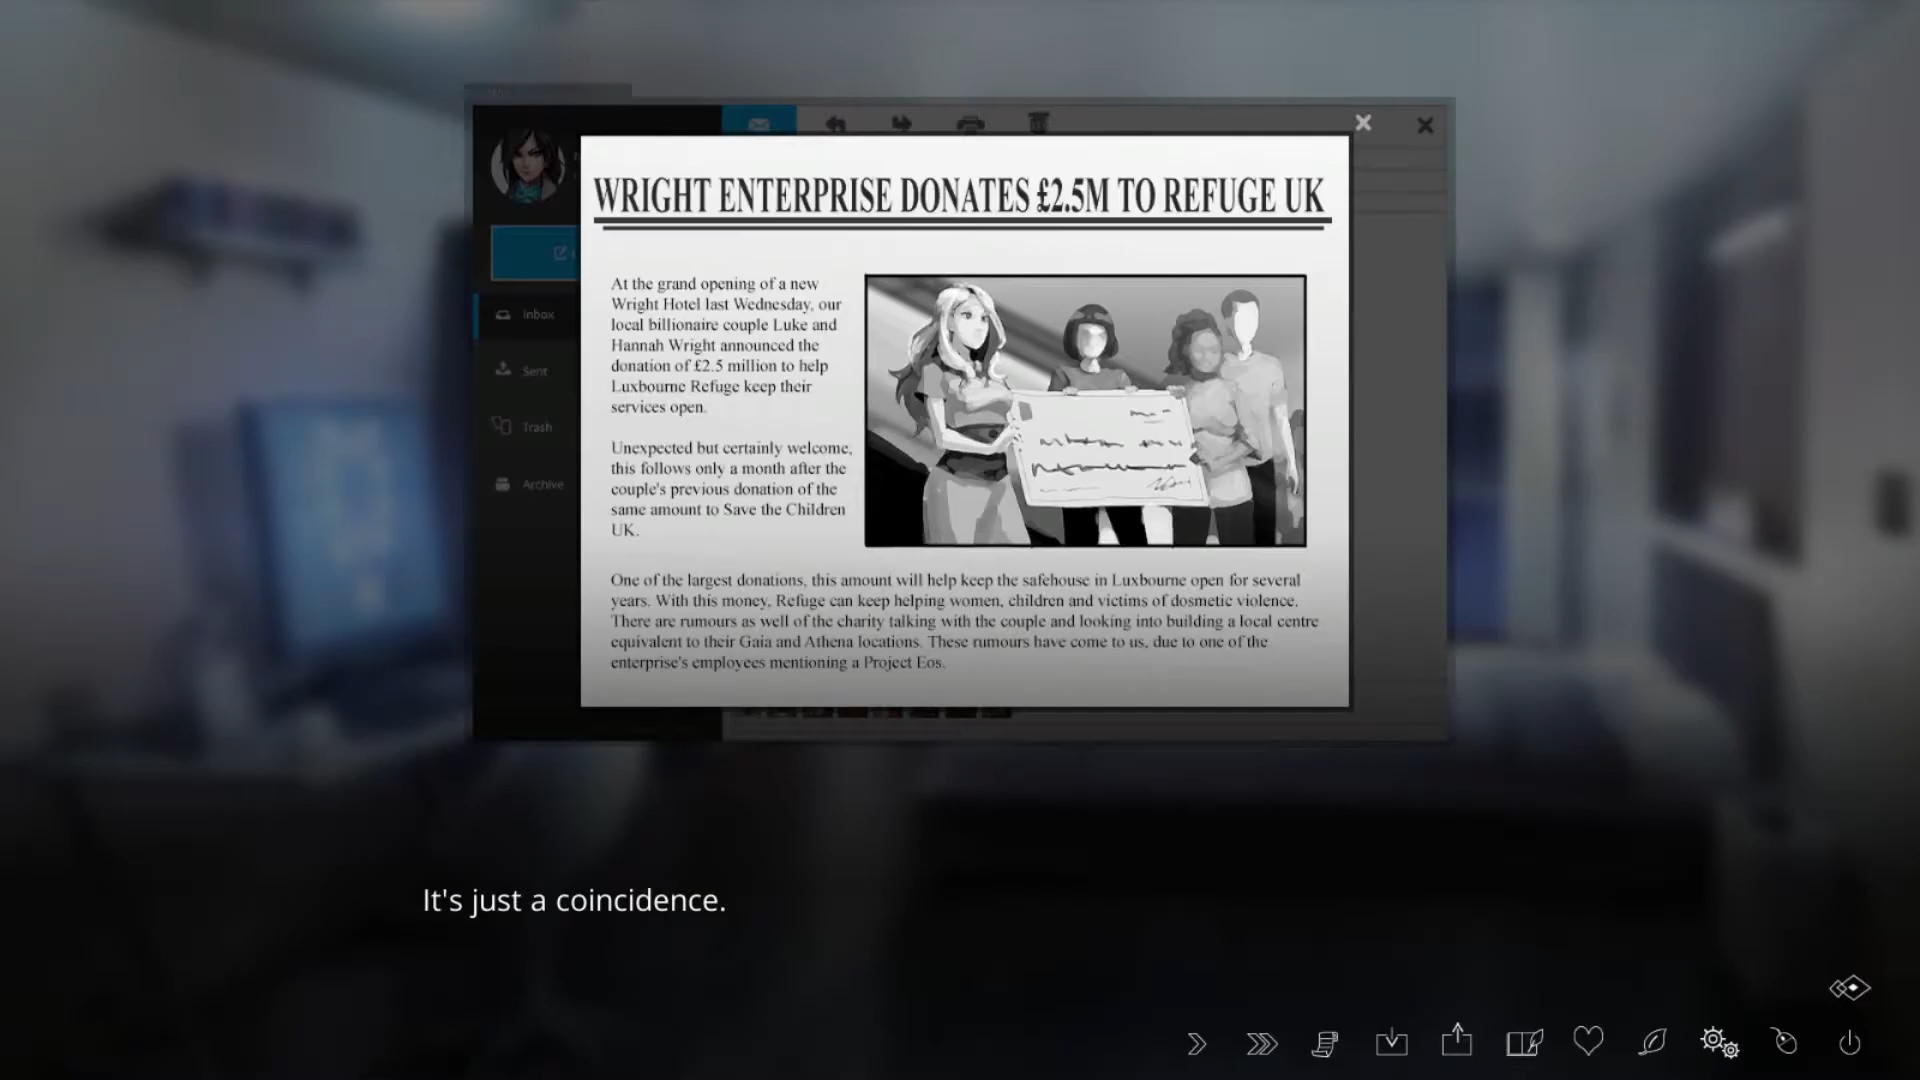 WRIGHT ENTERPRISE DONATES £2.5M TO REFUGE UK
At the grand opening of a new
Wright Hotel last Wednesday, our
local billionaire couple Luke and
Hannah Wright announced the
donation of £2.5 million to help
Luxbourne Refuge keep their
services open.
Unexpected but certainly welcome,
this follows only a month after the
couple's previous donation of the
same amount to Save the Children
UK.
One of the largest donations, this amount will help keep the safehouse in Luxbourne open for several
years. With this money, Refuge can keep helping women, children and victims of dosmetic violence.
There are rumours as well of the charity talking with the couple and looking into building a local centre
equivalent to their Gaia and Athena locations. These rumours have come to us, due to one of the
enterprise's employees mentioning a Project Eos.
Inbox
Sent
Trash
Archive
It's just a coincidence.